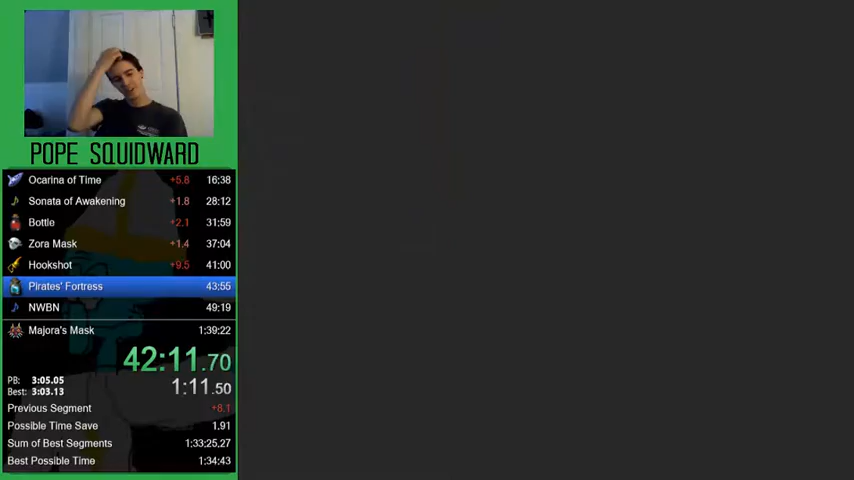 POPE SQUIDWARD
Ocarina of Time +5.8 16:38
Sonata of Awakening +1.8 28:12
Bottle +2.1 31:59
Zora Mask +1.4 37:04
Hookshot +9.5 41:00
Pirates' Fortress 43:55
NWBN 49:19
Majora's Mask 1:39:22
42:11.70
PB: 3:05.05
1:11.50
Best: 3:03.13
Previous Segment +8.1
Possible Time Save 1.91
Sum of Best Segments 1:33:25.27
Best Possible Time 1:34:43